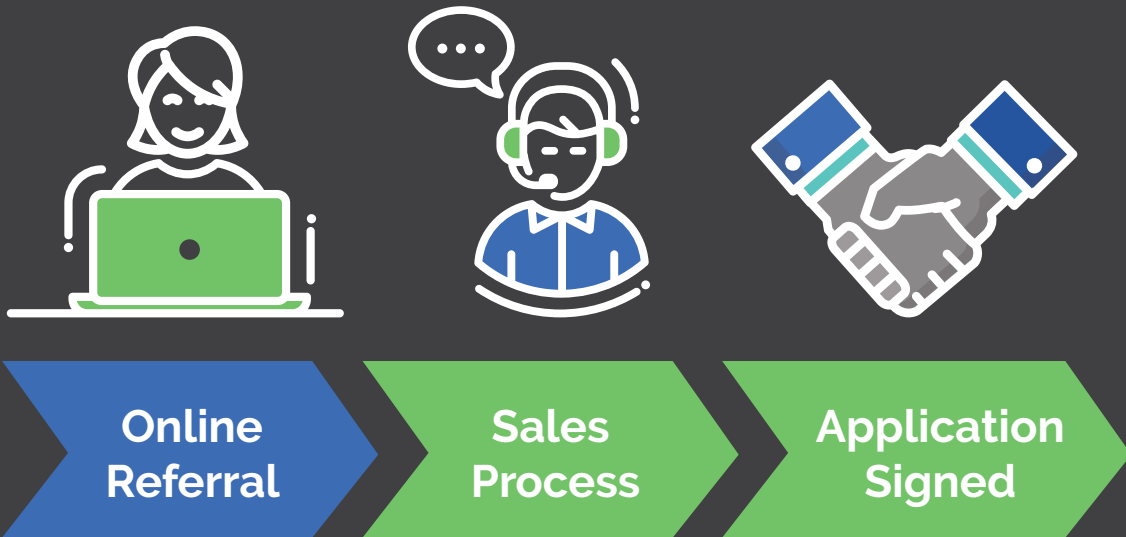 Online
Referral
Sales
Process
Application
Signed